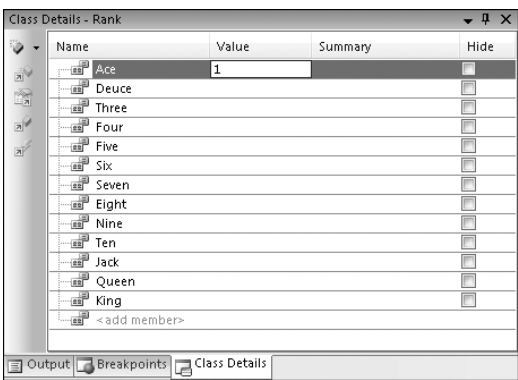 Class Details - Rank
Name Value Summary Hide
Ace 1
Deuce
Three
Four
Five
Six
Seven
Eight
Nine
Ten
Jack
Queen
King
<add member>
Output Breakpoints Class Details